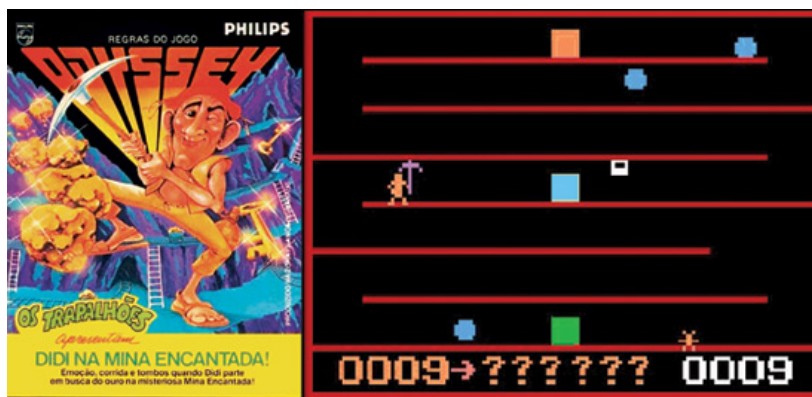 PHILIPS
REGRAS DO JOGO
PHILIPS
ODYSSEY
OS TRAPALHÕES
apresentam
DIDI NA MINA ENCANTADA!
Emoção, corrida e tombos quando Didi parte
em busca do ouro na misteriosa Mina Encantada!
0009→?????? 0009